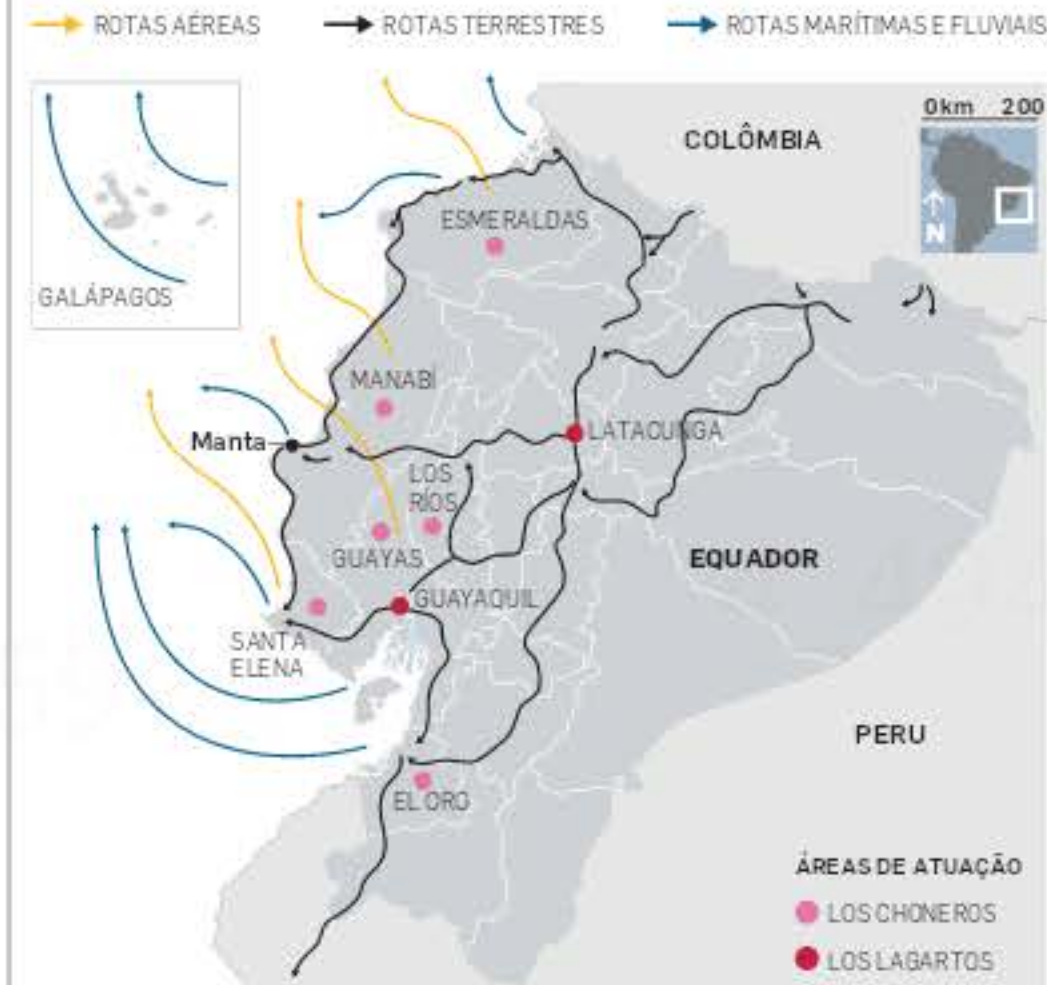 ROTAS AÉREAS
ROTAS TERRESTRES
ROTAS MARÍTIMAS E FLUVIAIS
0km 200
COLÔMBIA
N
ESMERALDAS
GALÁPAGOS
MANABÍ
Manta
LATACUNGA
LOS
RÍOS
GUAYAS
EQUADOR
GUAYAQUIL
SANTA
ELENA
PERU
EL ORO
ÁREAS DE ATUAÇÃO
LOS CHONEROS
LOS LAGARTOS